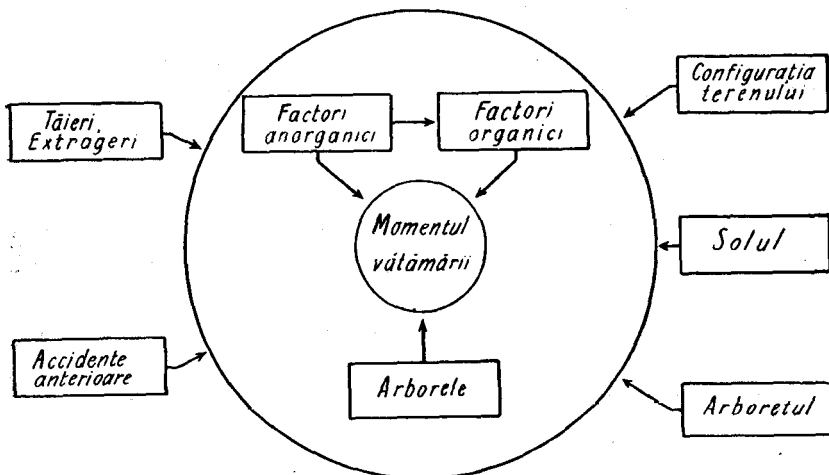 Tăieri,
Extrageri
Factori
anorganici
Factori
organici
Configurația
terenului
Momentul
vătămării
Solul
Accidente
anterioare
Arborele
Arboretul